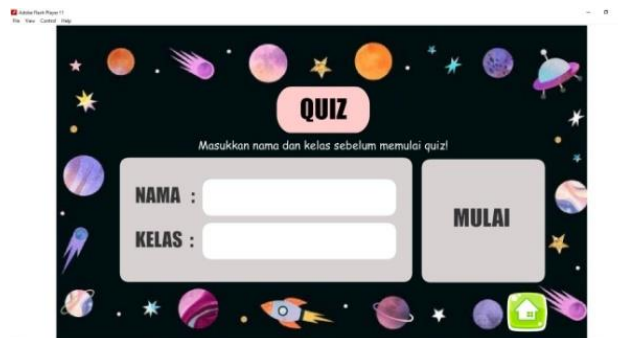 Adobe Flash Player 11
File View Control Help
QUIZ
Masukkan nama dan kelas sebelum memulai quiz!
NAMA :
KELAS :
MULAI